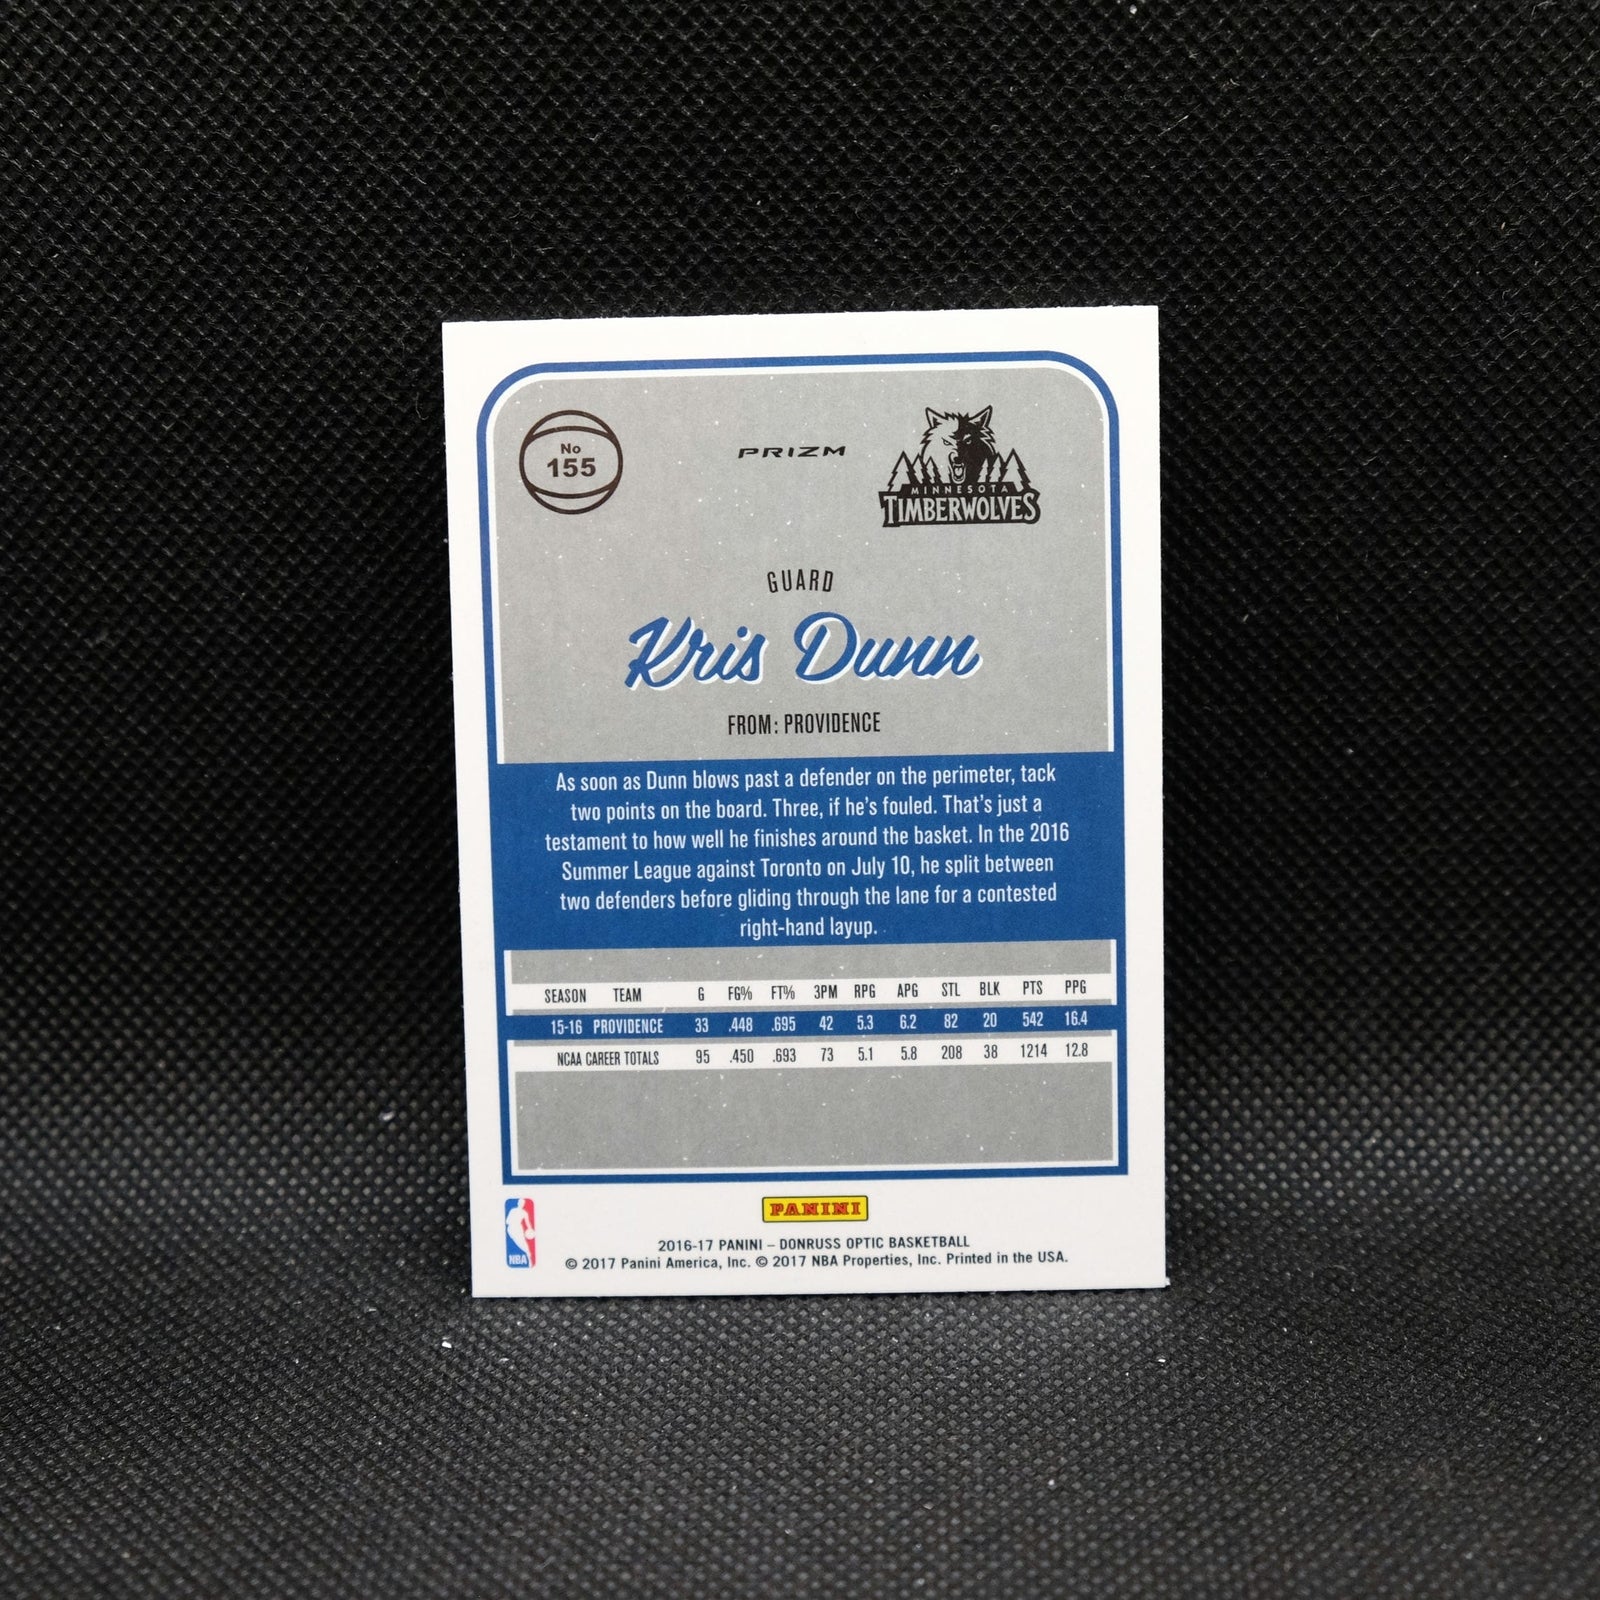 No
155
PRIZM
MINNESOTA
TIMBERWOLVES
GUARD
Kris Dunn
FROM: PROVIDENCE
As soon as Dunn blows past a defender on the perimeter, tack
two points on the board. Three, if he's fouled. That's just a
testament to how well he finishes around the basket. In the 2016
Summer League against Toronto on July 10, he split between
two defenders before gliding through the lane for a contested
right-hand layup.
SEASON TEAM G FG% FT% 3PM RPG APG STL BLK PTS PPG
15-16 PROVIDENCE 33 .448 .695 42 5.3 6.2 82 20 542 16.4
NCAA CAREER TOTALS 95 .450 .693 73 5.1 5.8 208 38 1214 12.8
NBA
PANINI
2016-17 PANINI – DONRUSS OPTIC BASKETBALL
© 2017 Panini America, Inc. © 2017 NBA Properties, Inc. Printed in the USA.